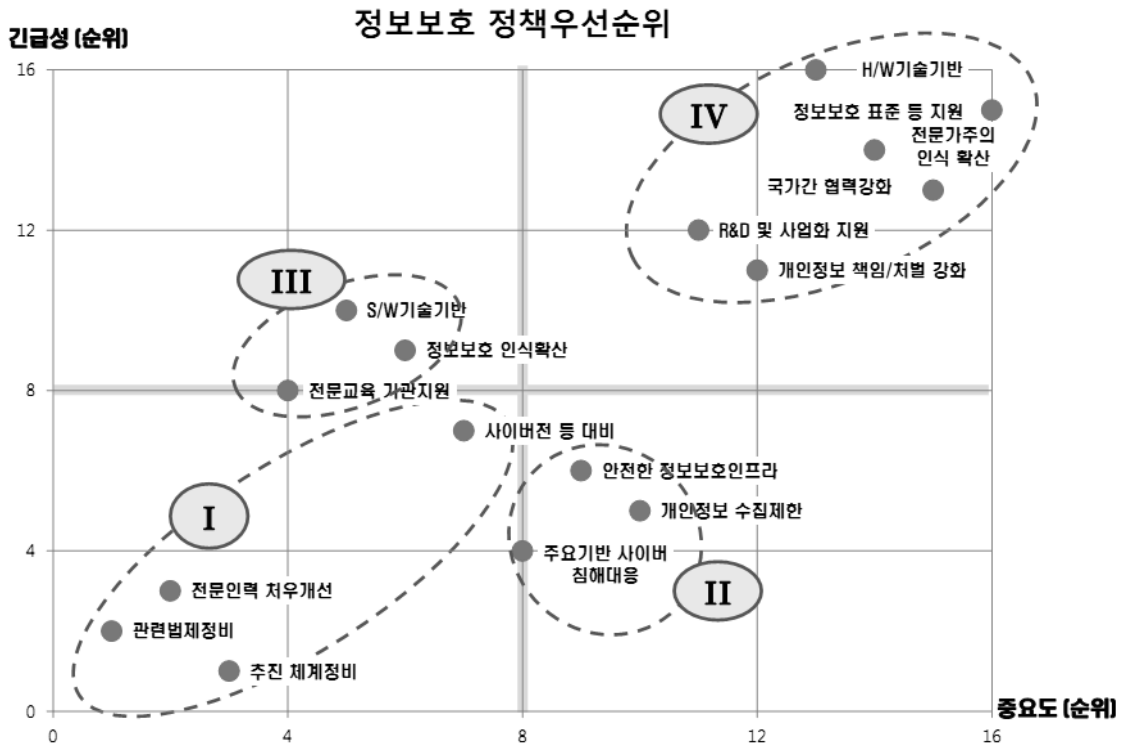 정보보호 정책우선순위
긴급성 (순위)
16
H/W기술기반
IV
정보보호 표준 등 지원
전문가주의
인식 확산
국가간 협력강화
12
R&D 및 사업화 지원
개인정보 책임/처벌 강화
III
S/W기술기반
정보보호 인식확산
8
전문교육 기관지원
사이버전 등 대비
안전한 정보보호인프라
I
개인정보 수집제한
4
주요기반 사이버
침해대응
II
전문인력 처우개선
관련법제정비
추진 체계정비
0
중요도 (순위)
0
4
8
12
16